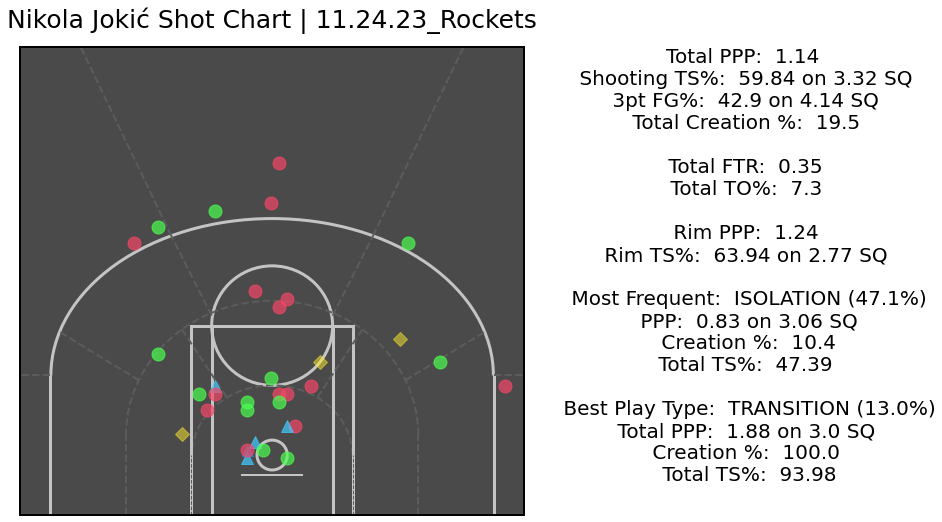 Nikola Jokić Shot Chart | 11.24.23_Rockets
Total PPP:  1.14
Shooting TS%:  59.84 on 3.32 SQ
3pt FG%:  42.9 on 4.14 SQ
Total Creation %:  19.5
Total FTR:  0.35
Total TO%:  7.3
Rim PPP:  1.24
Rim TS%:  63.94 on 2.77 SQ
Most Frequent:  ISOLATION (47.1%)
PPP:  0.83 on 3.06 SQ
Creation %:  10.4
Total TS%:  47.39
Best Play Type:  TRANSITION (13.0%)
Total PPP:  1.88 on 3.0 SQ
Creation %:  100.0
Total TS%:  93.98